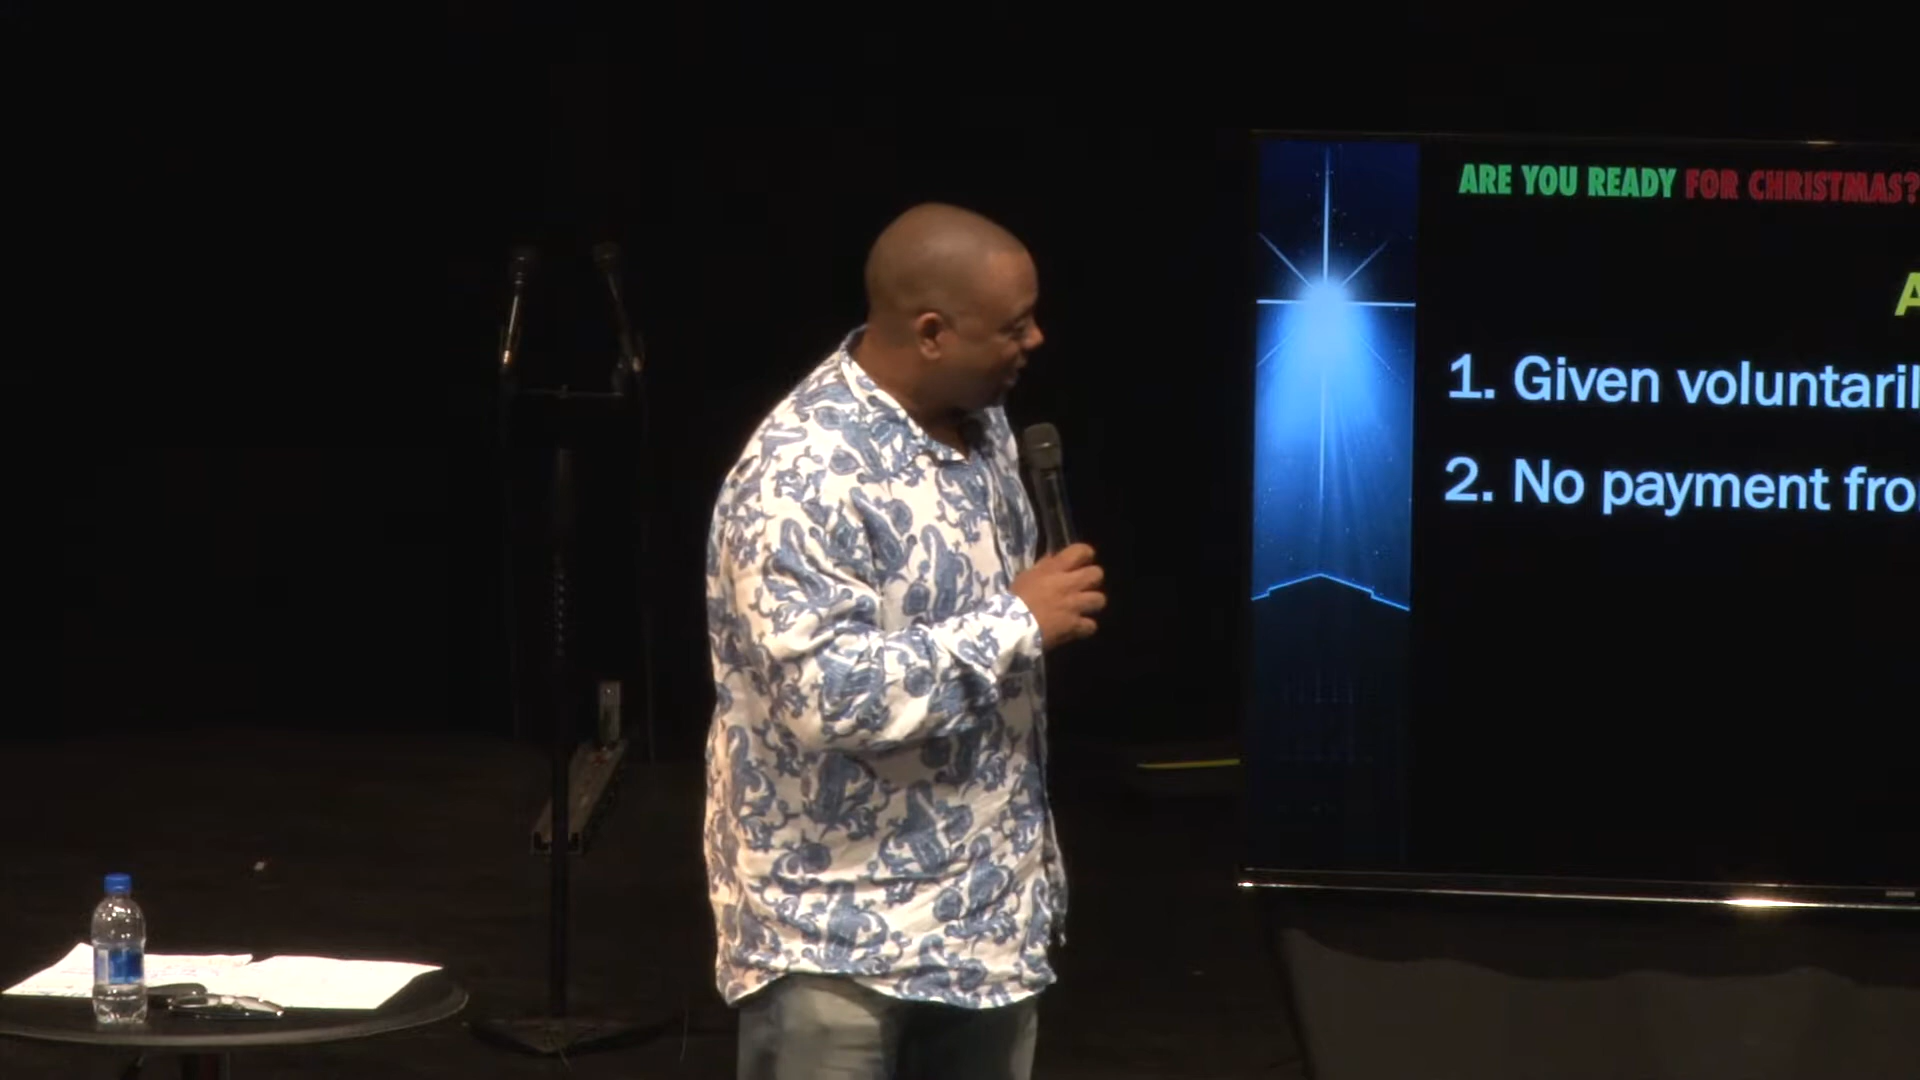 ARE YOU READY FOR CHRISTMAS?
A
1. Given voluntaril
2. No payment fro